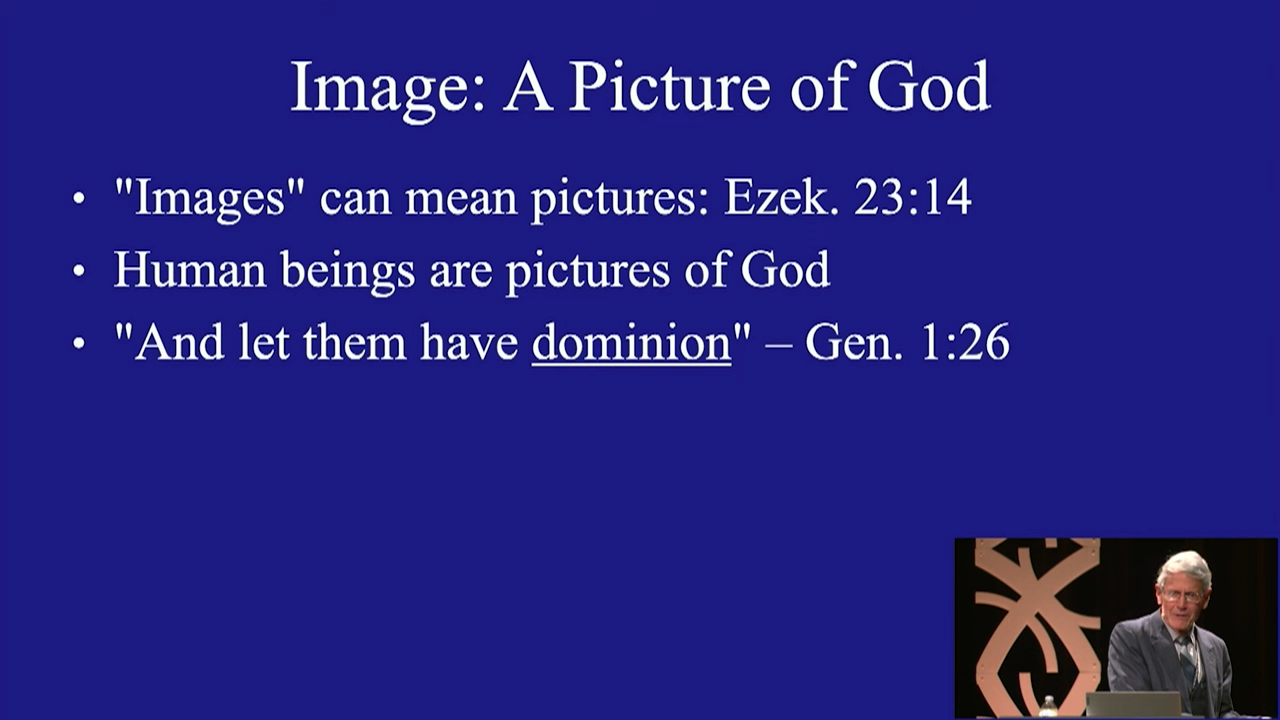 Image: A Picture of God
• "Images" can mean pictures: Ezek. 23:14
• Human beings are pictures of God
• "And let them have dominion" – Gen. 1:26